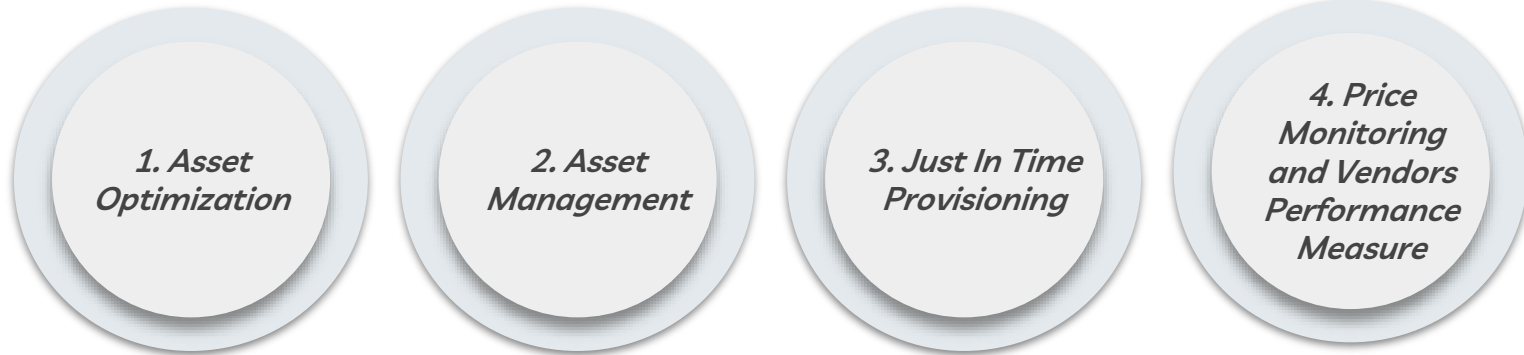 1. Asset
Optimization
2. Asset
Management
3. Just In Time
Provisioning
4. Price
Monitoring
and Vendors
Performance
Measure